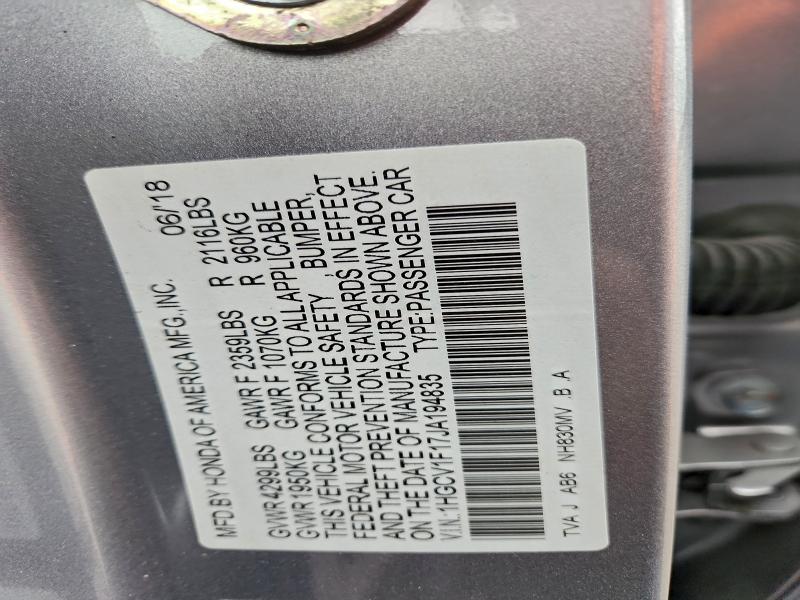 MFD BY HONDA OF AMERICA MFG., INC. 06/18
GVWR 4299LBS GAWR F 2359LBS R 2116LBS
GVWR 1950KG GAWR F 1070KG R 960KG
THIS VEHICLE CONFORMS TO ALL APPLICABLE
FEDERAL MOTOR VEHICLE SAFETY , BUMPER,
AND THEFT PREVENTION STANDARDS IN EFFECT
ON THE DATE OF MANUFACTURE SHOWN ABOVE.
V.I.N.: 1HGCV1F17JA194835 TYPE:PASSENGER CAR
TVA J AB6 NH830MV .B .A